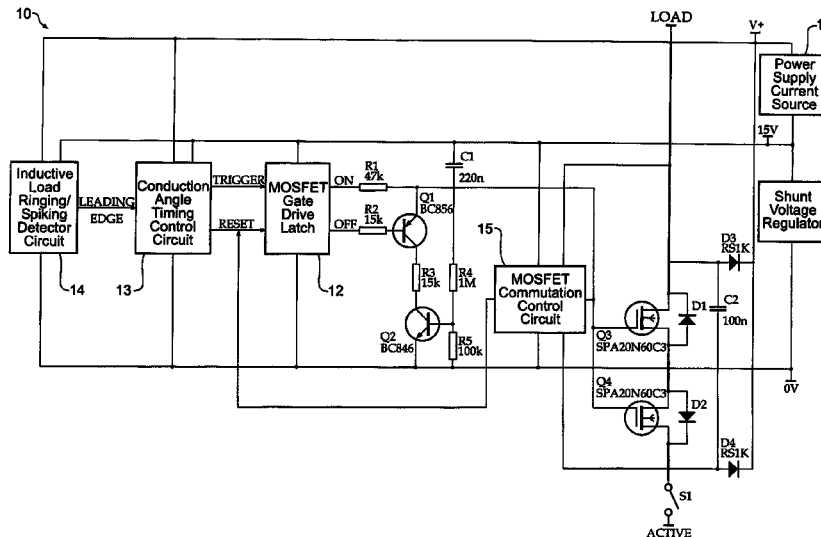 10
LOAD
V+
1
Power
Supply
Current
Source
15V
C1
220n
Inductive
Load
Ringing/
Spiking
Detector
Circuit
LEADING
EDGE
Conduction
Angle
Timing
Control
Circuit
TRIGGER
RESET
MOSFET
Gate
Drive
Latch
ON
OFF
R1
47k
R2
15k
Q1
BC856
Shunt
Voltage
Regulator
14
13
12
R3
15k
R4
1M
15
MOSFET
Commutation
Control
Circuit
D3
RS1K
C2
100n
D1
Q3
SPA20N60C3
Q2
BC846
R5
100k
Q4
SPA20N60C3
0V
D2
D4
RS1K
S1
ACTIVE